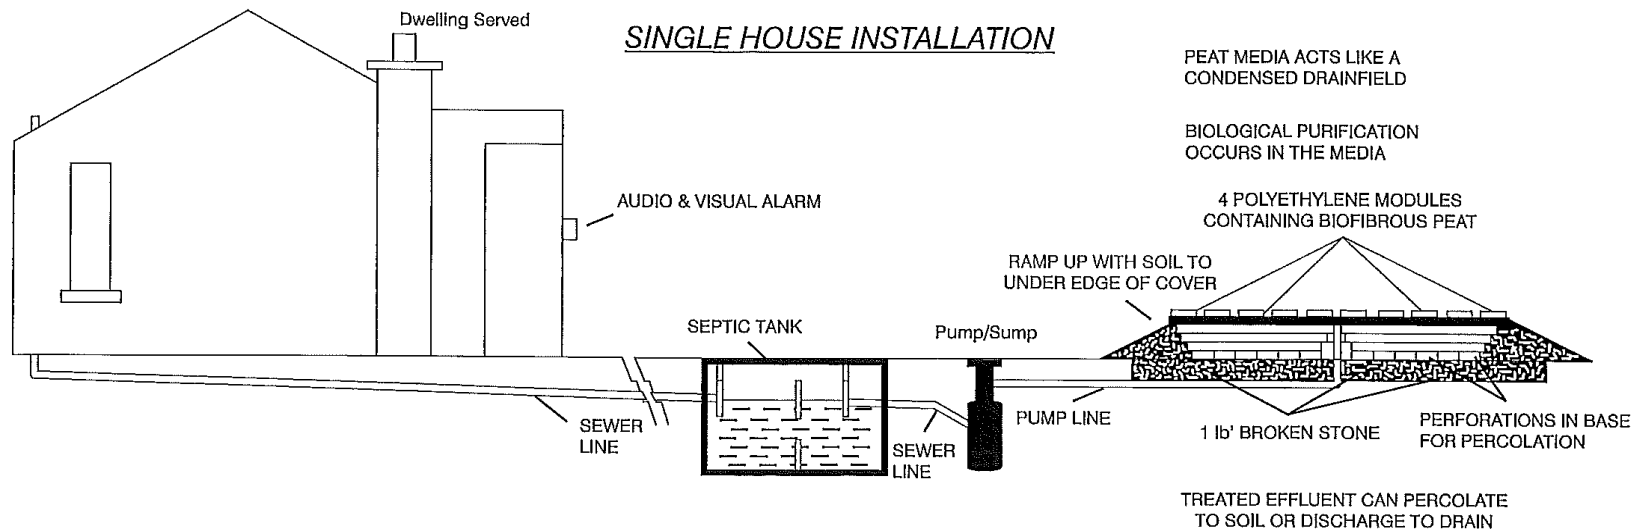 Dwelling Served
SINGLE HOUSE INSTALLATION
PEAT MEDIA ACTS LIKE A
CONDENSED DRAINFIELD
BIOLOGICAL PURIFICATION
OCCURS IN THE MEDIA
4 POLYETHYLENE MODULES
CONTAINING BIOFIBROUS PEAT
AUDIO & VISUAL ALARM
RAMP UP WITH SOIL TO
UNDER EDGE OF COVER
SEPTIC TANK
Pump/Sump
SEWER
LINE
SEWER
LINE
PUMP LINE
1 lb' BROKEN STONE
PERFORATIONS IN BASE
FOR PERCOLATION
TREATED EFFLUENT CAN PERCOLATE
TO SOIL OR DISCHARGE TO DRAIN